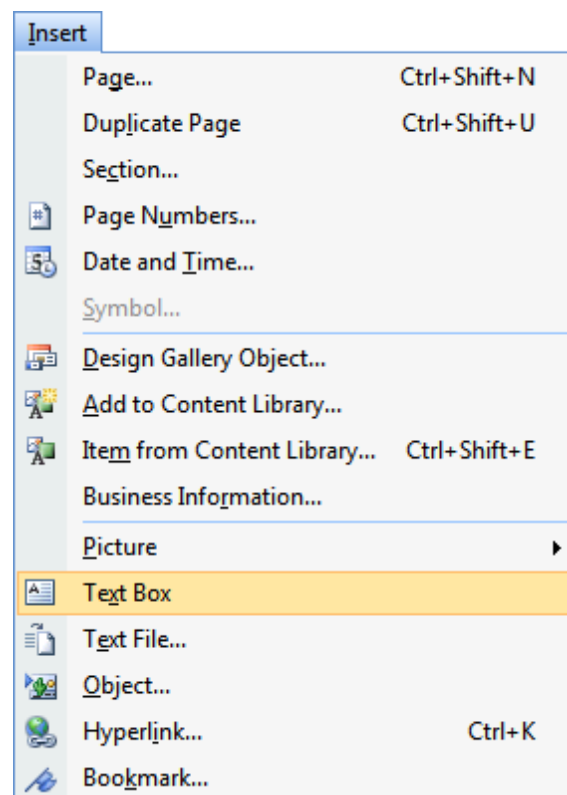 Insert
Page... Ctrl+Shift+N
Duplicate Page Ctrl+Shift+U
Section...
Page Numbers...
Date and Time...
Symbol...
Design Gallery Object...
Add to Content Library...
Item from Content Library... Ctrl+Shift+E
Business Information...
Picture
Text Box
Text File...
Object...
Hyperlink... Ctrl+K
Bookmark...